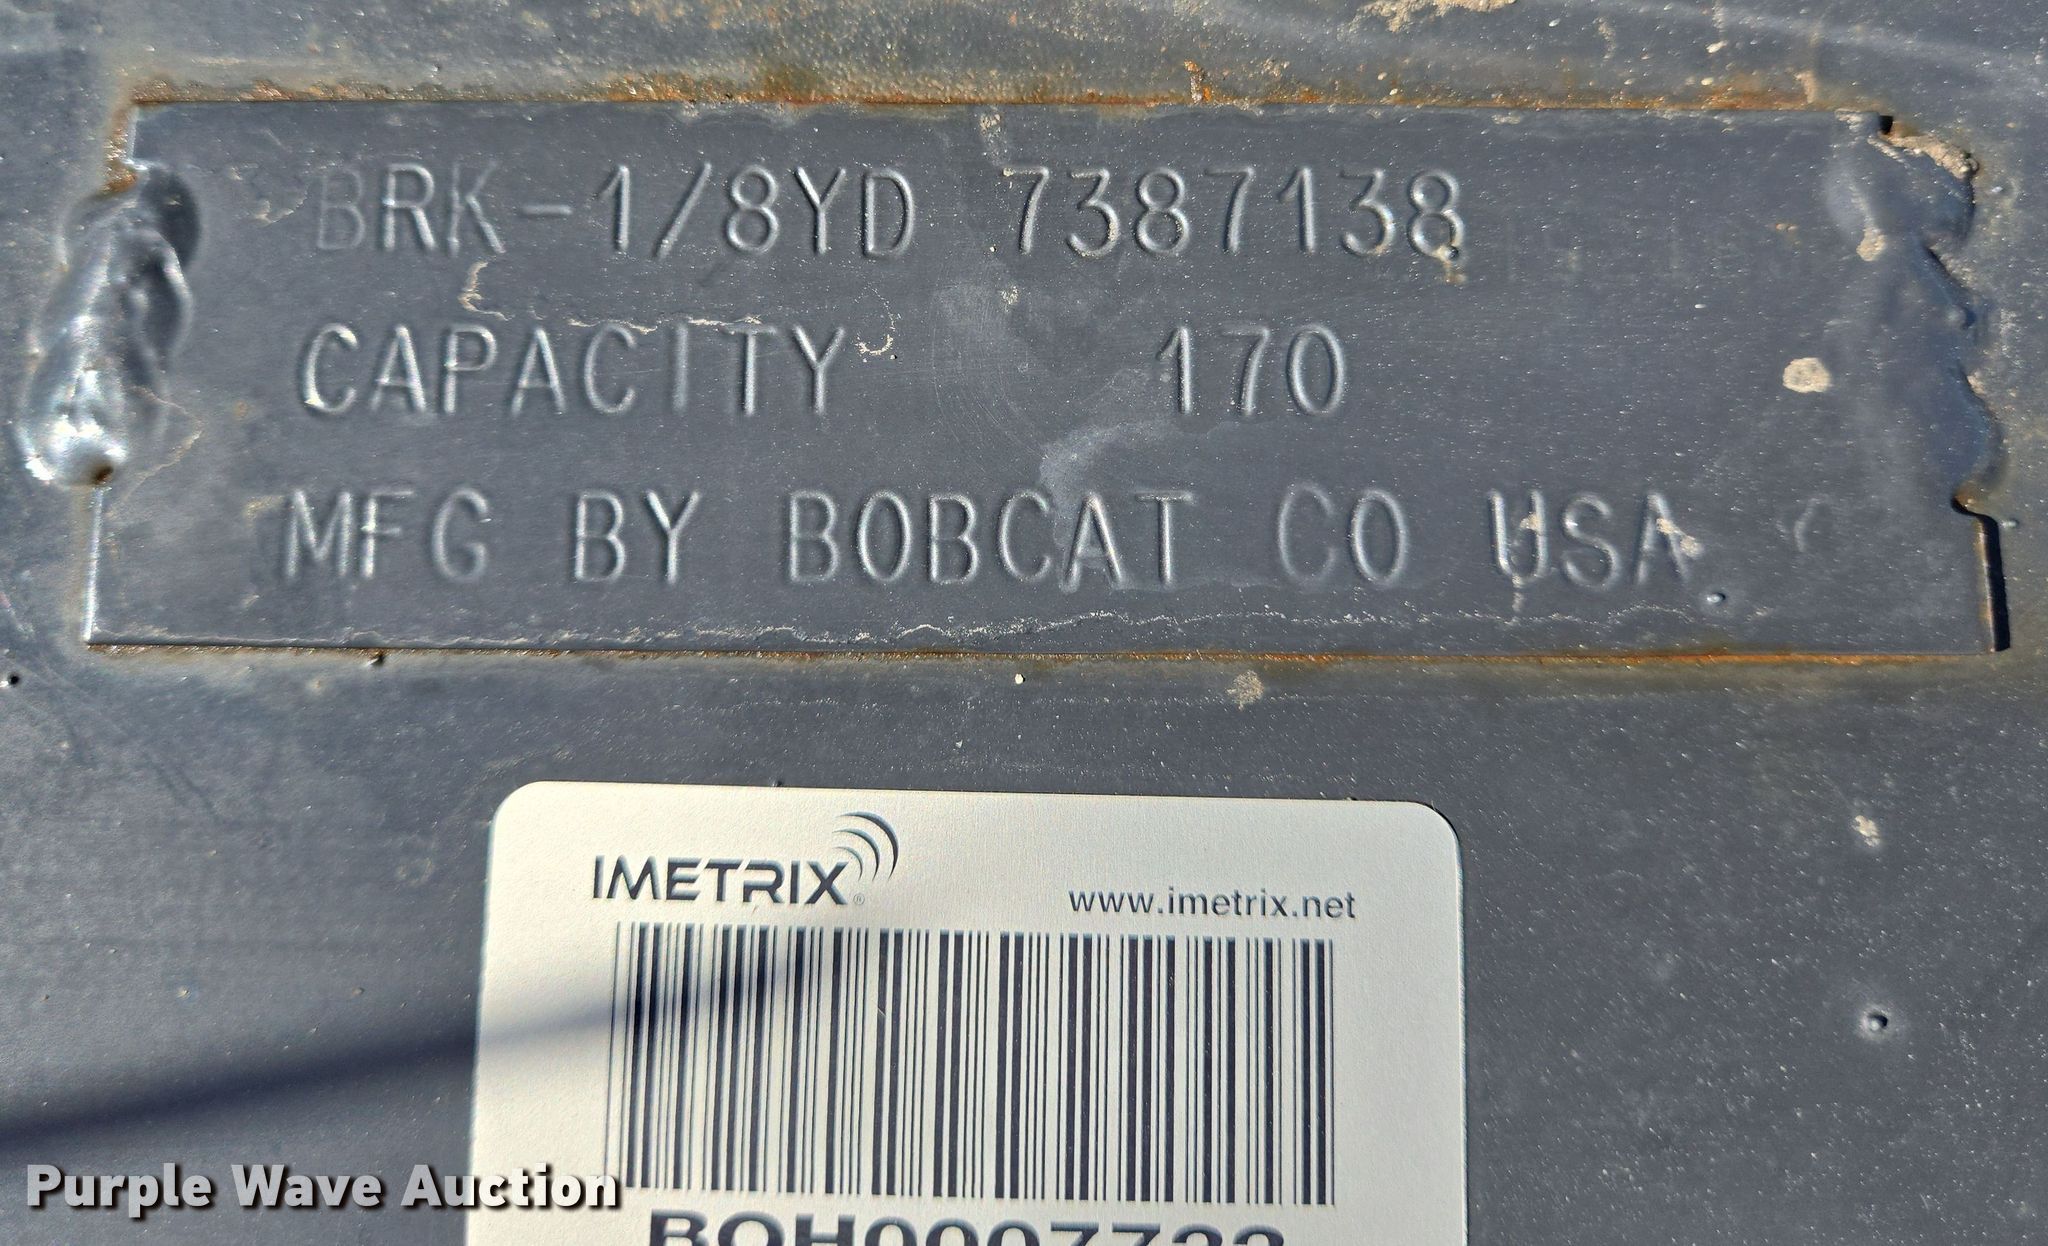 BRK-1/8YD 7387138
CAPACITY 170
MFG BY BOBCAT CO USA
IMETRIX®
www.imetrix.net
Purple Wave Auction